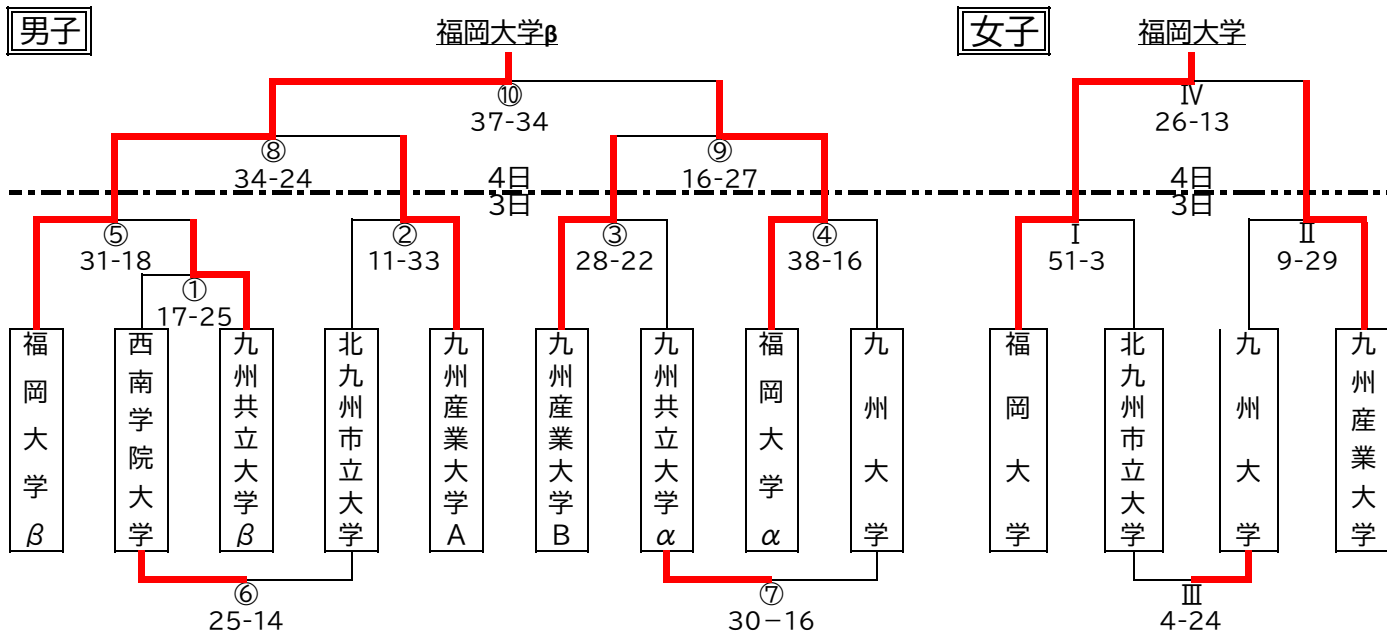 男子
福岡大学β
女子
福岡大学
⑩
37-34
Ⅳ
26-13
⑧
34-24
⑨
16-27
4日
3日
4日
3日
⑤
31-18
②
11-33
③
28-22
④
38-16
Ⅰ
51-3
Ⅱ
9-29
①
17-25
福岡大学β
西南学院大学
九州共立大学β
北九州市立大学
九州産業大学A
九州産業大学B
九州共立大学α
福岡大学α
九州大学
福岡大学
北九州市立大学
九州大学
九州産業大学
⑥
25-14
⑦
30−16
Ⅲ
4-24